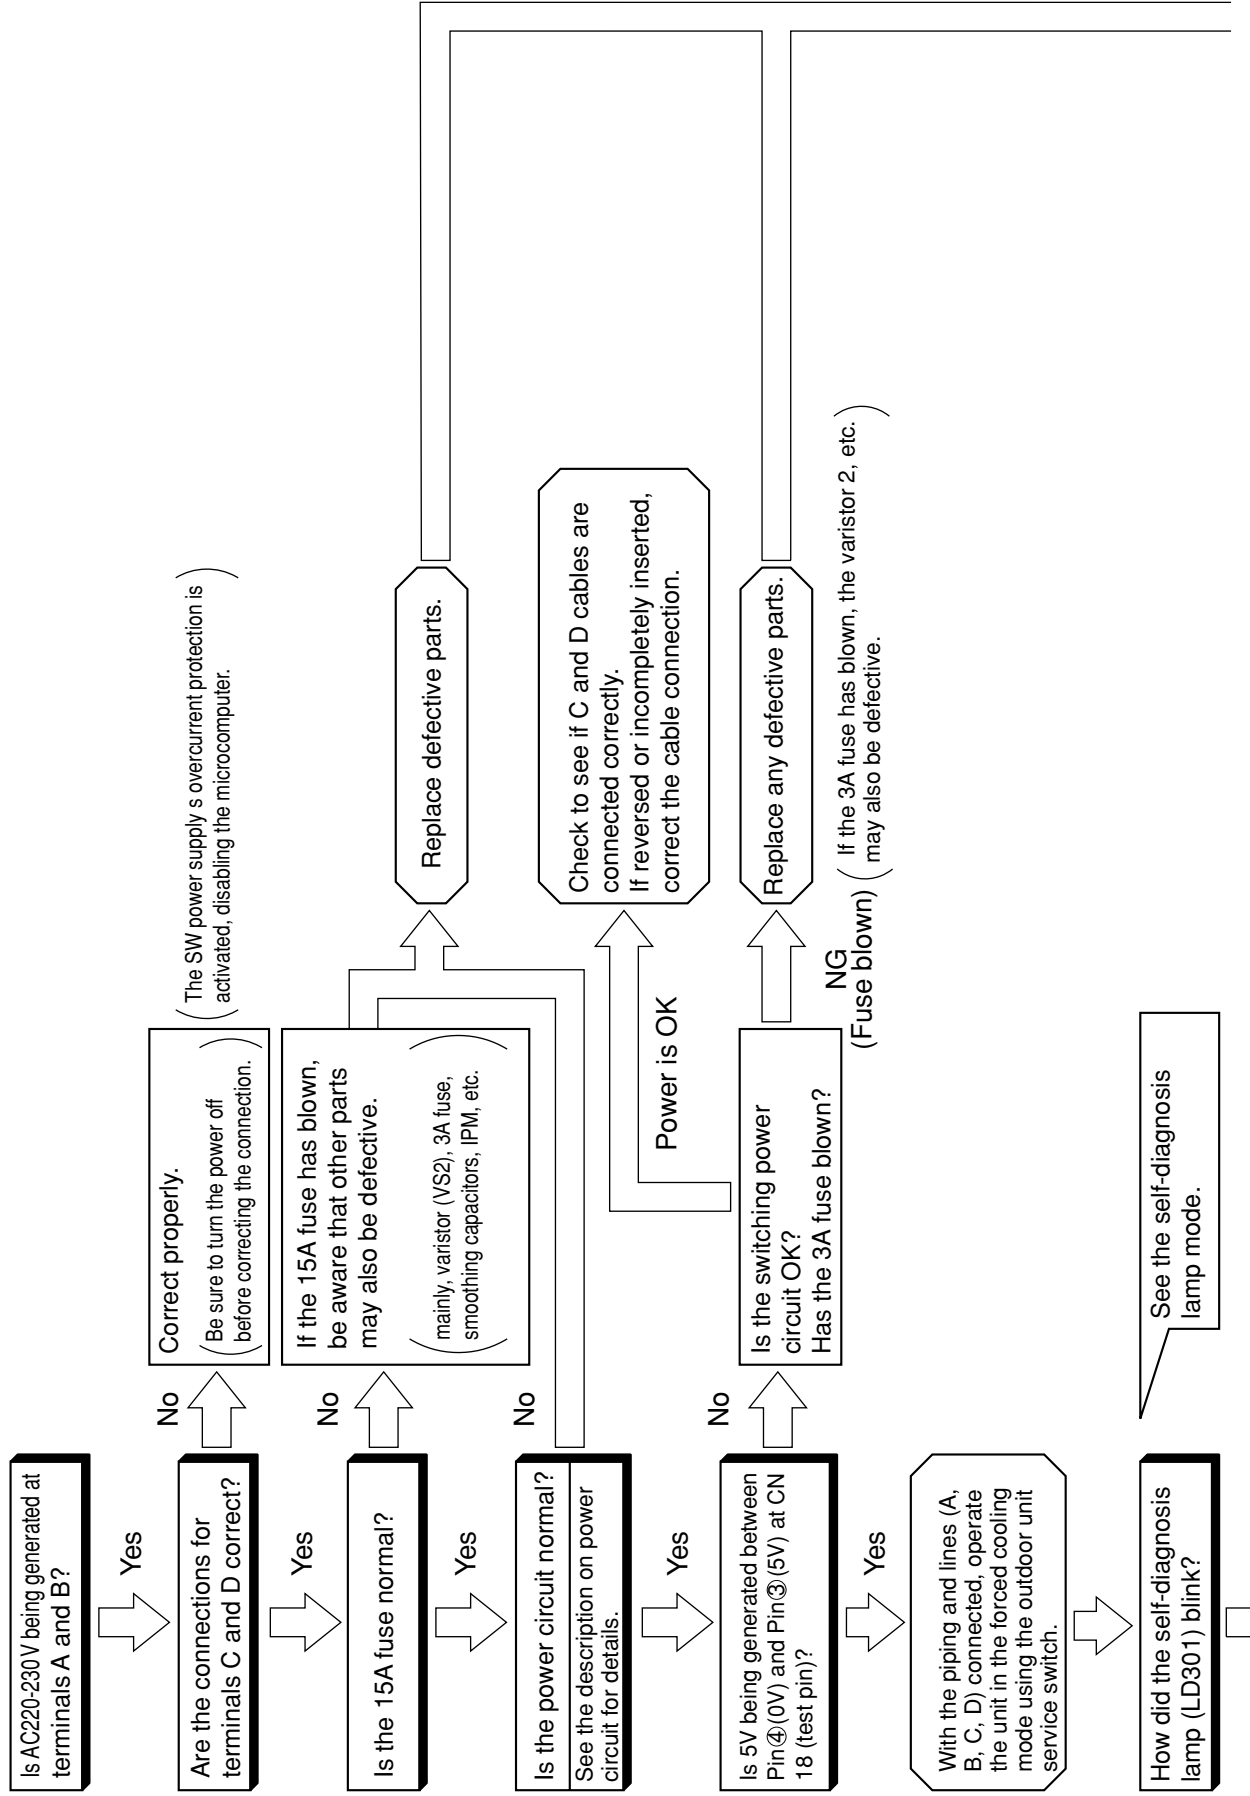 Is AC220-230V being generated at
terminals A and B?
Yes
Are the connections for
terminals C and D correct?
No
Correct properly.
(Be sure to turn the power off
before correcting the connection.)
(The SW power supply s overcurrent protection is
activated, disabling the microcomputer.)
Yes
Is the 15A fuse normal?
No
If the 15A fuse has blown,
be aware that other parts
may also be defective.
(mainly, varistor (VS2), 3A fuse,
smoothing capacitors, IPM, etc.)
Replace defective parts.
Yes
Is the power circuit normal?
See the description on power
circuit for details.
No
Yes
Is 5V being generated between
Pin④(0V) and Pin③(5V) at CN
18 (test pin)?
No
Is the switching power
circuit OK?
Has the 3A fuse blown?
Power is OK
Check to see if C and D cables are
connected correctly.
If reversed or incompletely inserted,
correct the cable connection.
NG
(Fuse blown)
Replace any defective parts.
(If the 3A fuse has blown, the varistor 2, etc.
may also be defective.)
Yes
With the piping and lines (A,
B, C, D) connected, operate
the unit in the forced cooling
mode using the outdoor unit
service switch.
How did the self-diagnosis
lamp (LD301) blink?
See the self-diagnosis
lamp mode.